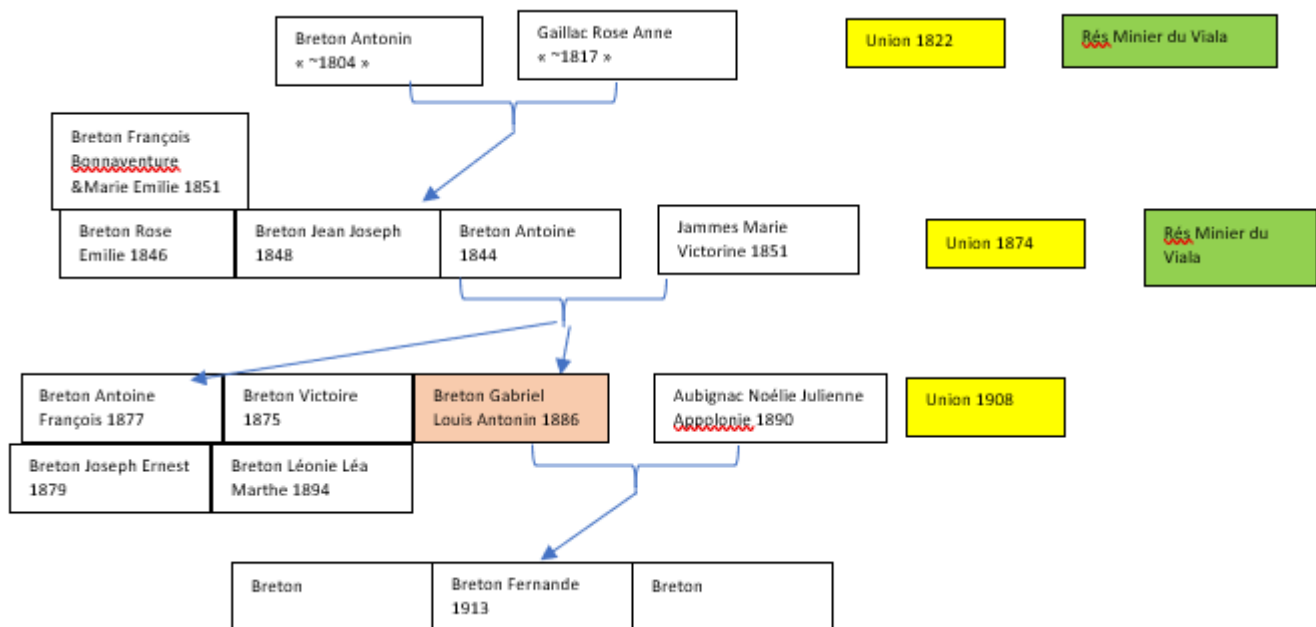 Breton Antonin
« ~1804 »
Gaillac Rose Anne
« ~1817 »
Union 1822
Rés Minier du Viala
Breton François
Bonnaventure
&Marie Emilie 1851
Breton Rose
Emilie 1846
Breton Jean Joseph
1848
Breton Antoine
1844
Jammes Marie
Victorine 1851
Union 1874
Rés Minier du
Viala
Breton Antoine
François 1877
Breton Victoire
1875
Breton Gabriel
Louis Antonin 1886
Aubignac Noélie Julienne
Appolonie 1890
Union 1908
Breton Joseph Ernest
1879
Breton Léonie Léa
Marthe 1894
Breton
Breton Fernande
1913
Breton